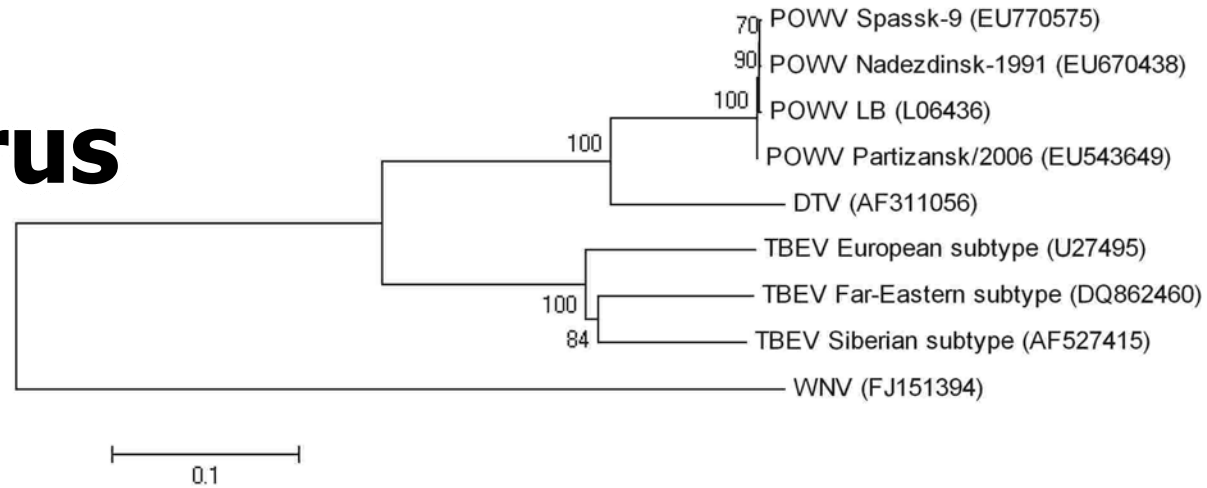 70 POWV Spassk-9 (EU770575)
90 POWV Nadezdinsk-1991 (EU670438)
100 POWV LB (L06436)
rus
100
POWV Partizansk/2006 (EU543649)
DTV (AF311056)
TBEV European subtype (U27495)
100 TBEV Far-Eastern subtype (DQ862460)
84 TBEV Siberian subtype (AF527415)
WNV (FJ151394)
0.1